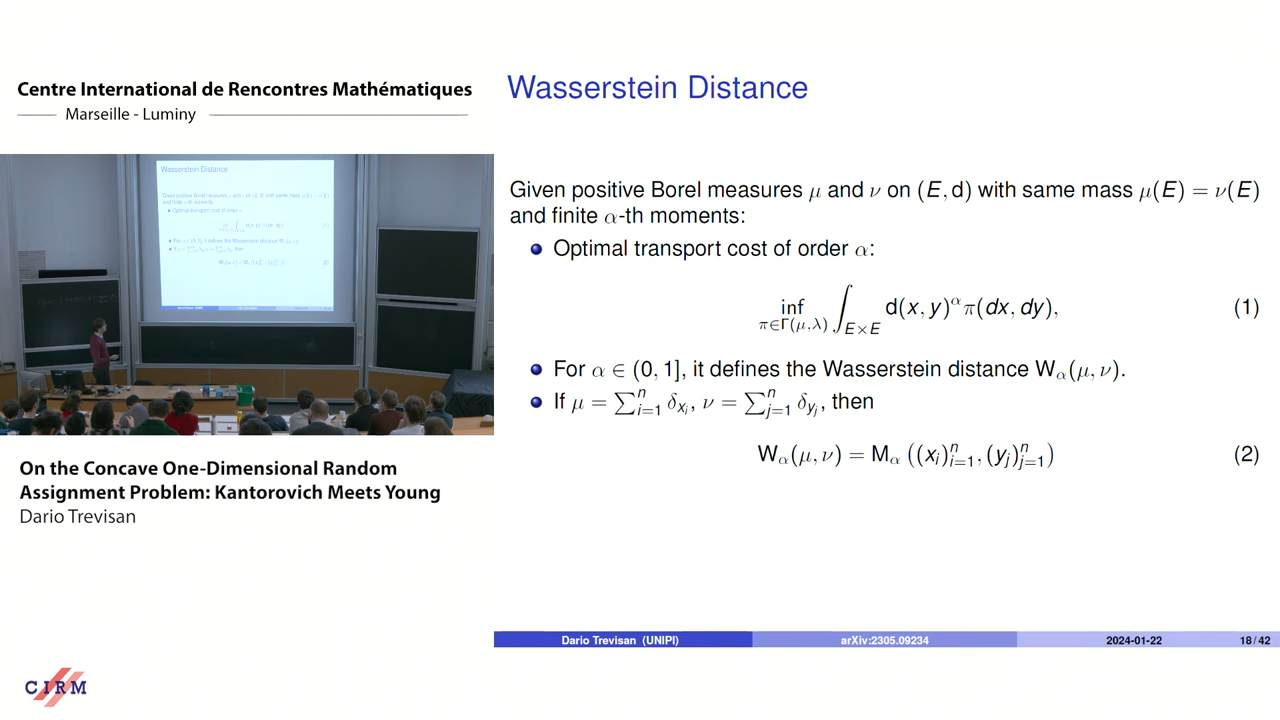 Centre International de Rencontres Mathématiques
Marseille - Luminy
Wasserstein Distance
Given positive Borel measures μ and ν on (E, d) with same mass μ(E) = ν(E)
and finite α-th moments:
Optimal transport cost of order α:
inf_{π∈Γ(μ,λ)} ∫_{E×E} d(x, y)^α π(dx, dy), (1)
For α ∈ (0, 1], it defines the Wasserstein distance W_α(μ, ν).
If μ = ∑_{i=1}^n δ_{x_i}, ν = ∑_{j=1}^n δ_{y_j}, then
W_α(μ, ν) = M_α ((x_i)_{i=1}^n, (y_j)_{j=1}^n) (2)
On the Concave One-Dimensional Random
Assignment Problem: Kantorovich Meets Young
Dario Trevisan
Dario Trevisan (UNIPI) arXiv:2305.09234 2024-01-22 18 / 42
CIRM